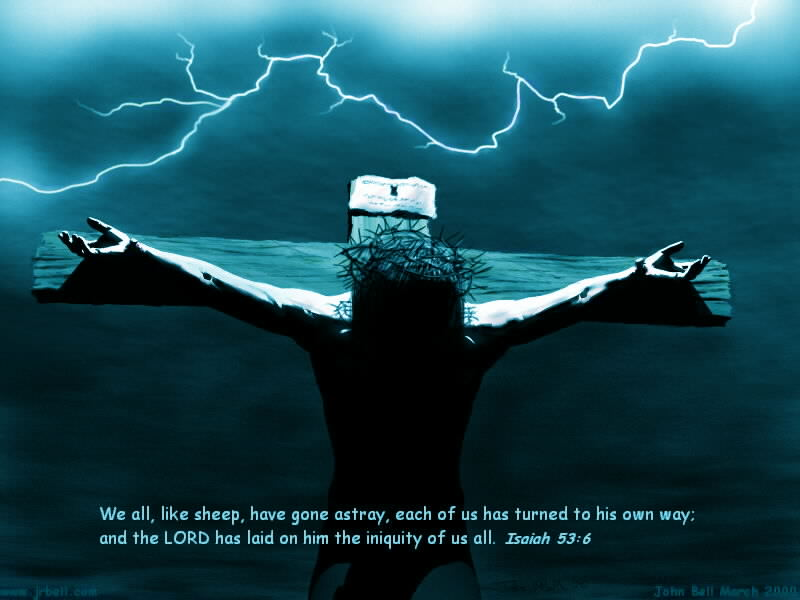 We all, like sheep, have gone astray, each of us has turned to his own way;
and the LORD has laid on him the iniquity of us all. Isaiah 53:6
www.jrbell.com
John Bell March 2000